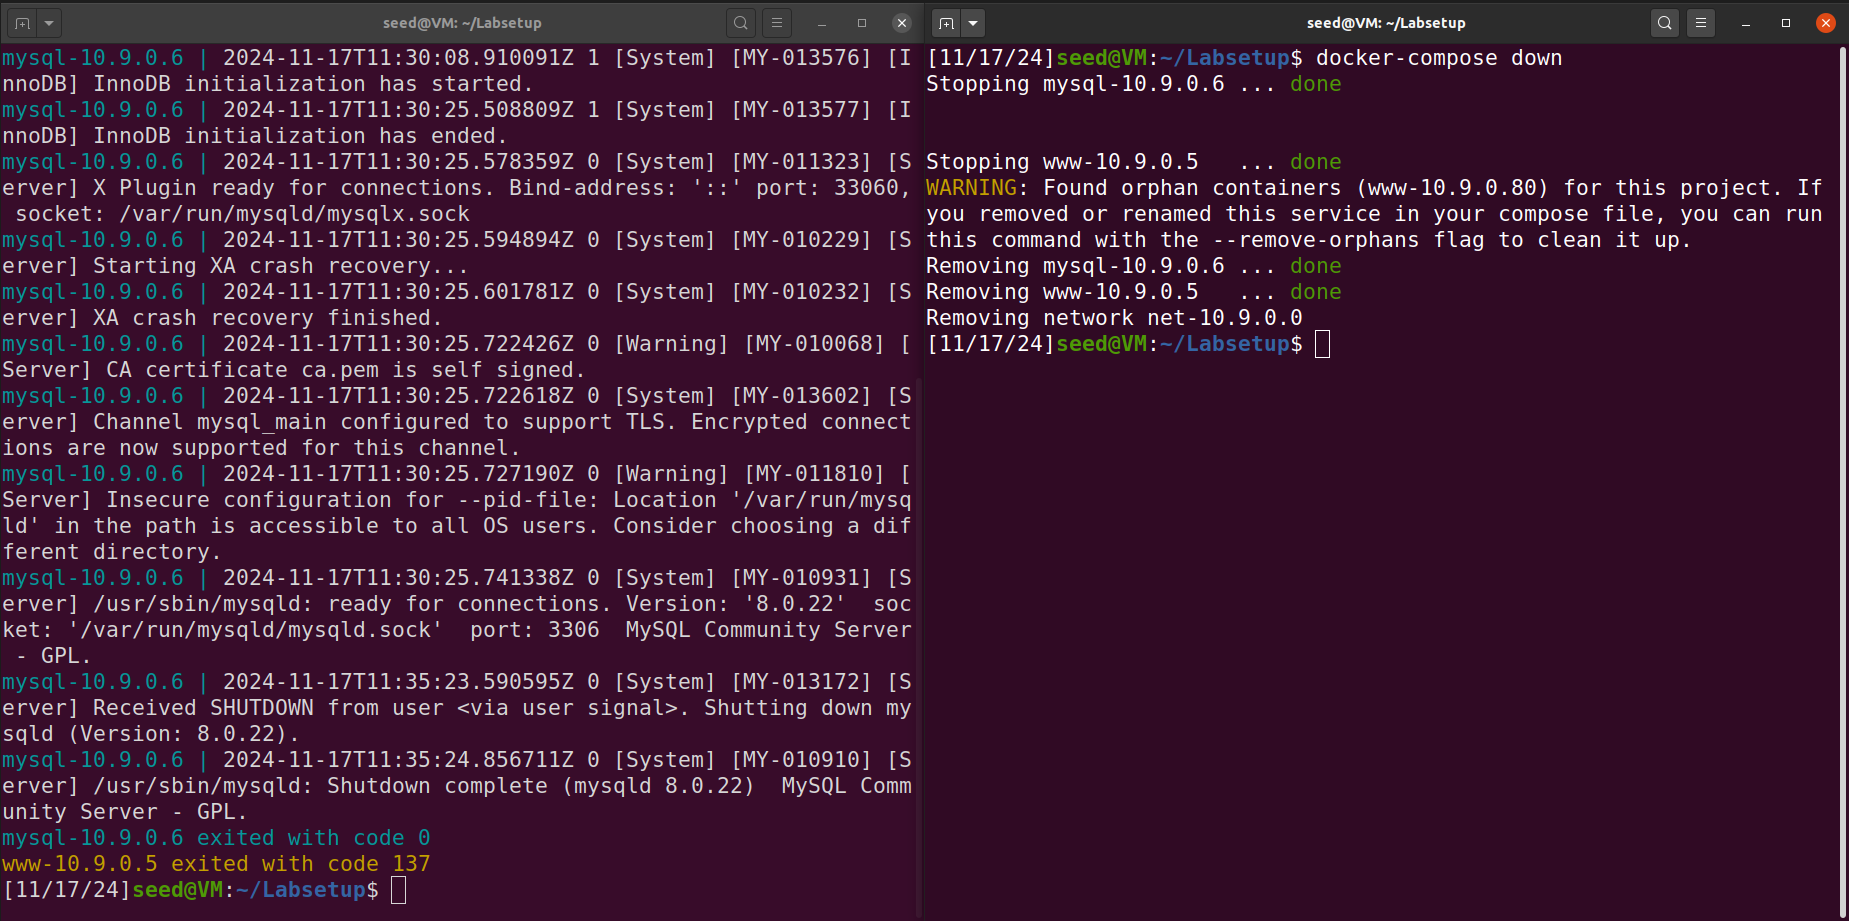 seed@VM: ~/Labsetup
mysql-10.9.0.6 | 2024-11-17T11:30:08.910091Z 1 [System] [MY-013576] [I
nnoDB] InnoDB initialization has started.
mysql-10.9.0.6 | 2024-11-17T11:30:25.508809Z 1 [System] [MY-013577] [I
nnoDB] InnoDB initialization has ended.
mysql-10.9.0.6 | 2024-11-17T11:30:25.578359Z 0 [System] [MY-011323] [S
erver] X Plugin ready for connections. Bind-address: '::' port: 33060,
 socket: /var/run/mysqld/mysqlx.sock
mysql-10.9.0.6 | 2024-11-17T11:30:25.594894Z 0 [System] [MY-010229] [S
erver] Starting XA crash recovery...
mysql-10.9.0.6 | 2024-11-17T11:30:25.601781Z 0 [System] [MY-010232] [S
erver] XA crash recovery finished.
mysql-10.9.0.6 | 2024-11-17T11:30:25.722426Z 0 [Warning] [MY-010068] [
Server] CA certificate ca.pem is self signed.
mysql-10.9.0.6 | 2024-11-17T11:30:25.722618Z 0 [System] [MY-013602] [S
erver] Channel mysql_main configured to support TLS. Encrypted connect
ions are now supported for this channel.
mysql-10.9.0.6 | 2024-11-17T11:30:25.727190Z 0 [Warning] [MY-011810] [
Server] Insecure configuration for --pid-file: Location '/var/run/mysq
ld' in the path is accessible to all OS users. Consider choosing a dif
ferent directory.
mysql-10.9.0.6 | 2024-11-17T11:30:25.741338Z 0 [System] [MY-010931] [S
erver] /usr/sbin/mysqld: ready for connections. Version: '8.0.22'  soc
ket: '/var/run/mysqld/mysqld.sock'  port: 3306  MySQL Community Server
 - GPL.
mysql-10.9.0.6 | 2024-11-17T11:35:23.590595Z 0 [System] [MY-013172] [S
erver] Received SHUTDOWN from user <via user signal>. Shutting down my
sqld (Version: 8.0.22).
mysql-10.9.0.6 | 2024-11-17T11:35:24.856711Z 0 [System] [MY-010910] [S
erver] /usr/sbin/mysqld: Shutdown complete (mysqld 8.0.22)  MySQL Comm
unity Server - GPL.
mysql-10.9.0.6 exited with code 0
www-10.9.0.5 exited with code 137
[11/17/24]seed@VM:~/Labsetup$
seed@VM: ~/Labsetup
[11/17/24]seed@VM:~/Labsetup$ docker-compose down
Stopping mysql-10.9.0.6 ... done
Stopping www-10.9.0.5   ... done
WARNING: Found orphan containers (www-10.9.0.80) for this project. If
you removed or renamed this service in your compose file, you can run
this command with the --remove-orphans flag to clean it up.
Removing mysql-10.9.0.6 ... done
Removing www-10.9.0.5   ... done
Removing network net-10.9.0.0
[11/17/24]seed@VM:~/Labsetup$